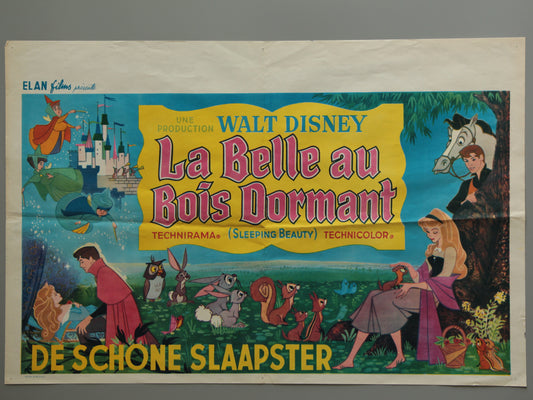 ELAN films présente
UNE
PRODUCTION WALT DISNEY
La Belle au
Bois Dormant
TECHNIRAMA® (SLEEPING BEAUTY) TECHNICOLOR®
DE SCHONE SLAAPSTER